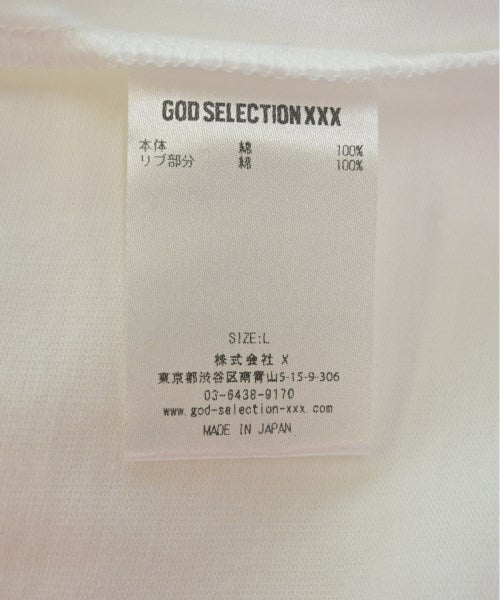 GOD SELECTION XXX
本体 綿 100%
リブ部分 綿 100%
SIZE:L
株式会社 X
東京都渋谷区南青山5-15-9-306
03-6438-9170
www.god-selection-xxx.com
MADE IN JAPAN